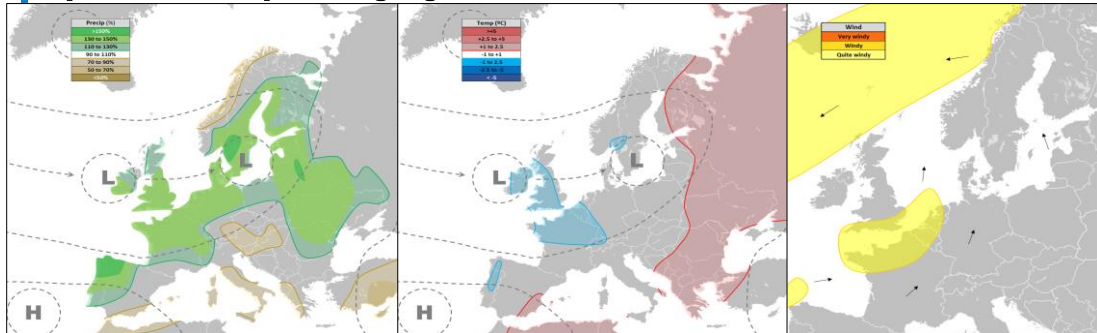 Precip (%)
>150%
130 to 150%
110 to 130%
90 to 110%
70 to 90%
50 to 70%
<50%
L
L
H
Temp (ºC)
>+5
+2.5 to +5
+1 to 2.5
-1 to +1
-1 to 2.5
-2.5 to -5
< -5
L
L
H
Wind
Very windy
Windy
Quite windy